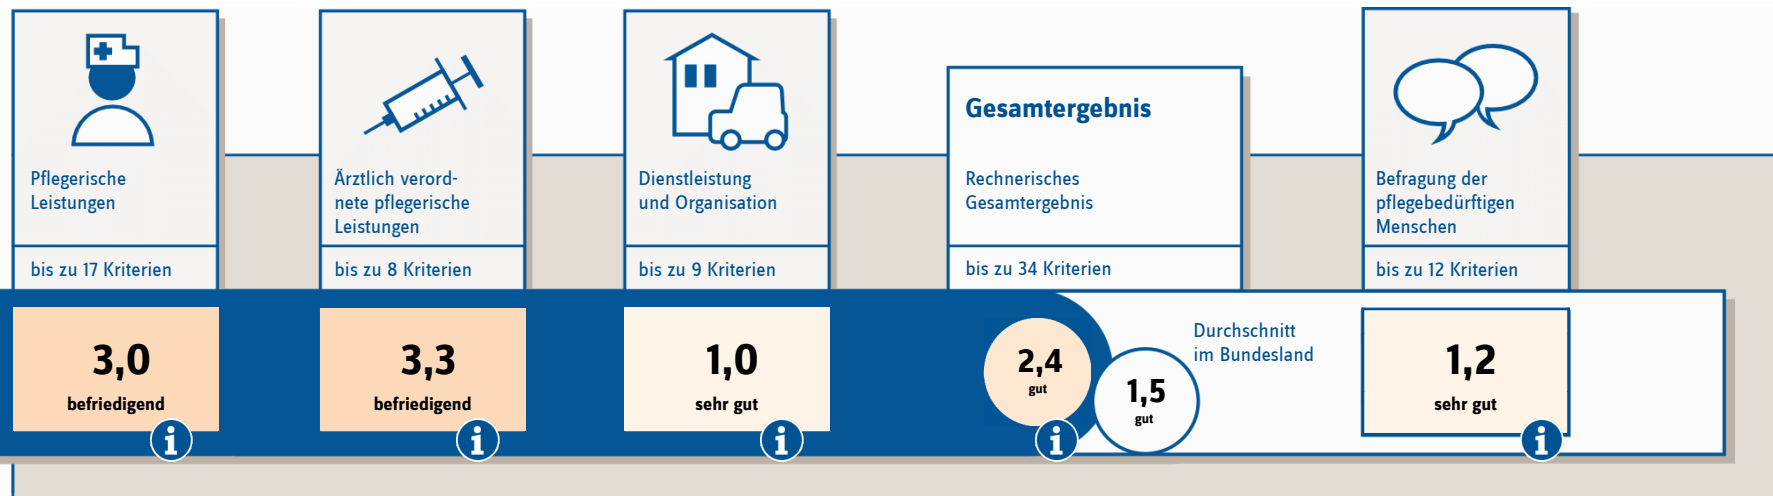 Pflegerische
Leistungen
bis zu 17 Kriterien
3,0
befriedigend
i
Ärztlich verord-
nete pflegerische
Leistungen
bis zu 8 Kriterien
3,3
befriedigend
i
Dienstleistung
und Organisation
bis zu 9 Kriterien
1,0
sehr gut
i
Gesamtergebnis
Rechnerisches
Gesamtergebnis
bis zu 34 Kriterien
2,4
gut
i
1,5
gut
Durchschnitt
im Bundesland
Befragung der
pflegebedürftigen
Menschen
bis zu 12 Kriterien
1,2
sehr gut
i